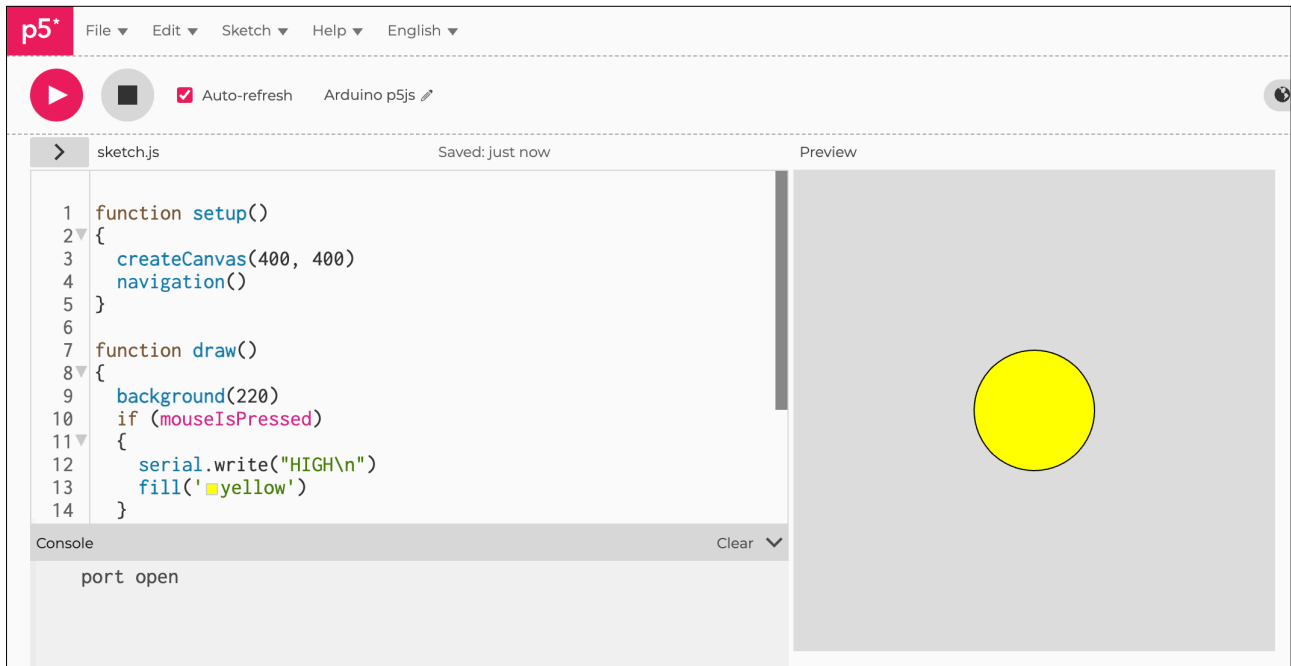 p5* File Edit Sketch Help English
Auto-refresh Arduino p5js
sketch.js Saved: just now Preview
1 function setup()
2 {
3 createCanvas(400, 400)
4 navigation()
5 }
6
7 function draw()
8 {
9 background(220)
10 if (mouseIsPressed)
11 {
12 serial.write("HIGH\n")
13 fill('yellow')
14 }
Console Clear
port open